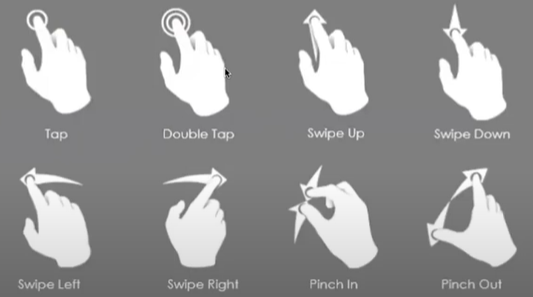 Tap
Double Tap
Swipe Up
Swipe Down
Swipe Left
Swipe Right
Pinch In
Pinch Out